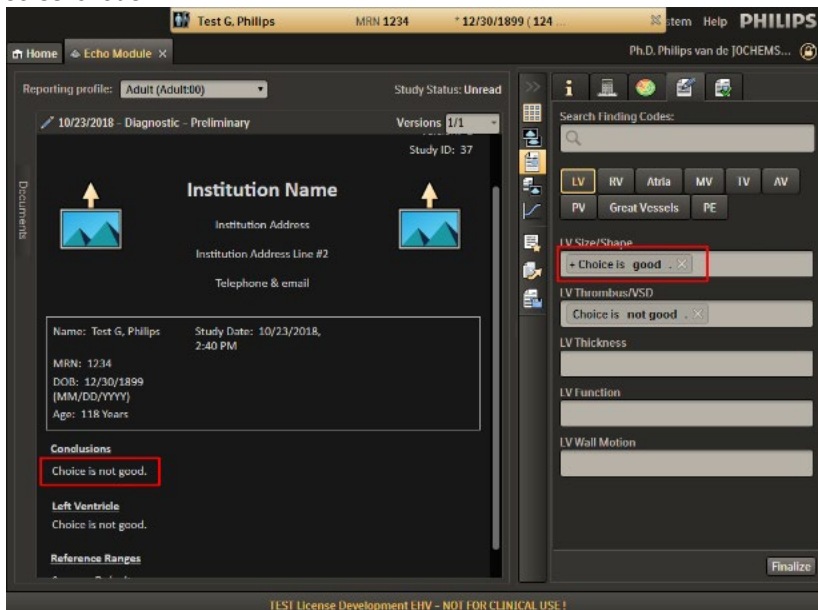 Test G, Philips MRN 1234 * 12/30/1899 ( 124 ... stem Help PHILIPS
Home Echo Module × Ph.D. Philips van de JOCHEMS...
Reporting profile: Adult (Adult:00) Study Status: Unread
10/23/2018 - Diagnostic - Preliminary Versions 1/1
Study ID: 37
Documents
Institution Name
Institution Address
Institution Address Line #2
Telephone & email
Name: Test G, Philips Study Date: 10/23/2018,
2:40 PM
MRN: 1234
DOB: 12/30/1899
(MM/DD/YYYY)
Age: 118 Years
Conclusions
Choice is not good.
Left Ventricle
Choice is not good.
Reference Ranges
Search Finding Codes:
LV RV Atria MV TV AV
PV Great Vessels PE
LV Size/Shape
+ Choice is good .
LV Thrombus/VSD
Choice is not good .
LV Thickness
LV Function
LV Wall Motion
Finalize
TEST License Development EHV - NOT FOR CLINICAL USE !